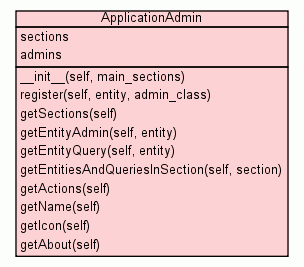 ApplicationAdmin
sections
admins
__init__(self, main_sections)
register(self, entity, admin_class)
getSections(self)
getEntityAdmin(self, entity)
getEntityQuery(self, entity)
getEntitiesAndQueriesInSection(self, section)
getActions(self)
getName(self)
getIcon(self)
getAbout(self)